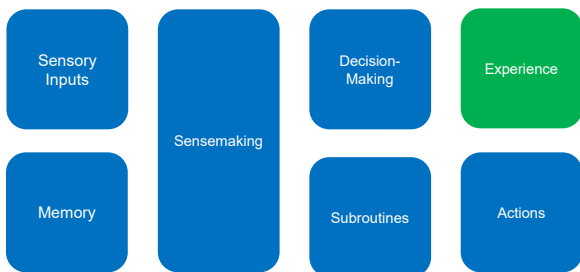 Sensory
Inputs
Sensemaking
Decision-
Making
Experience
Memory
Subroutines
Actions